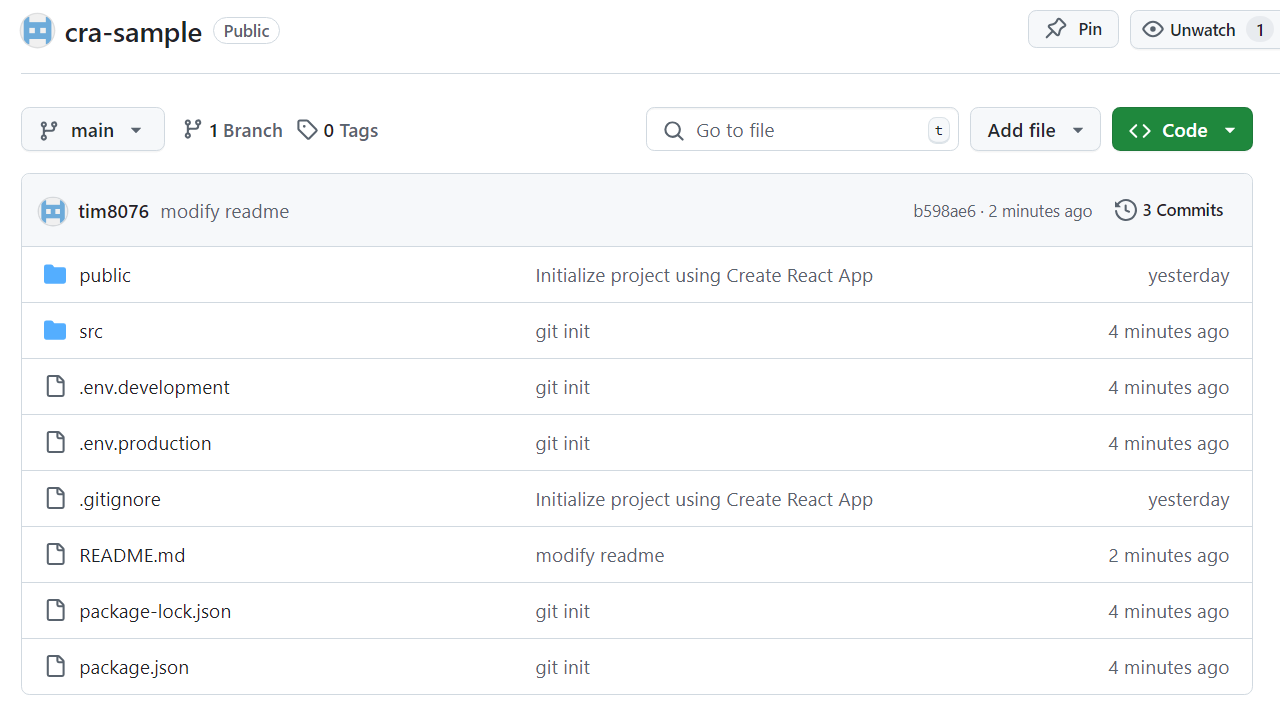 cra-sample Public Pin Unwatch 1
main 1 Branch 0 Tags Go to file t Add file Code
tim8076 modify readme b598ae6 · 2 minutes ago 3 Commits
public Initialize project using Create React App yesterday
src git init 4 minutes ago
.env.development git init 4 minutes ago
.env.production git init 4 minutes ago
.gitignore Initialize project using Create React App yesterday
README.md modify readme 2 minutes ago
package-lock.json git init 4 minutes ago
package.json git init 4 minutes ago